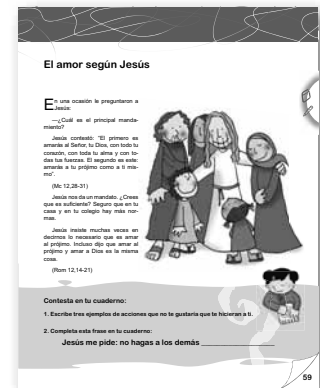 El amor según Jesús
En una ocasión le preguntaron a
Jesús:
—¿Cuál es el principal manda-
miento?
Jesús contestó: "El primero es
amarás al Señor, tu Dios, con todo tu
corazón, con toda tu alma y con to-
das tus fuerzas. El segundo es este:
amarás a tu prójimo como a ti mis-
mo".
(Mc 12,28-31)
Jesús nos da un mandato. ¿Crees
que es suficiente? Seguro que en tu
casa y en tu colegio hay más nor-
mas.
Jesús insiste muchas veces en
decirnos lo necesario que es amar
al prójimo. Incluso dijo que amar al
prójimo y amar a Dios es la misma
cosa.
(Rom 12,14-21)
Contesta en tu cuaderno:
1. Escribe tres ejemplos de acciones que no te gustaría que te hicieran a ti.
2. Completa esta frase en tu cuaderno:
Jesús me pide: no hagas a los demás ____________________
59